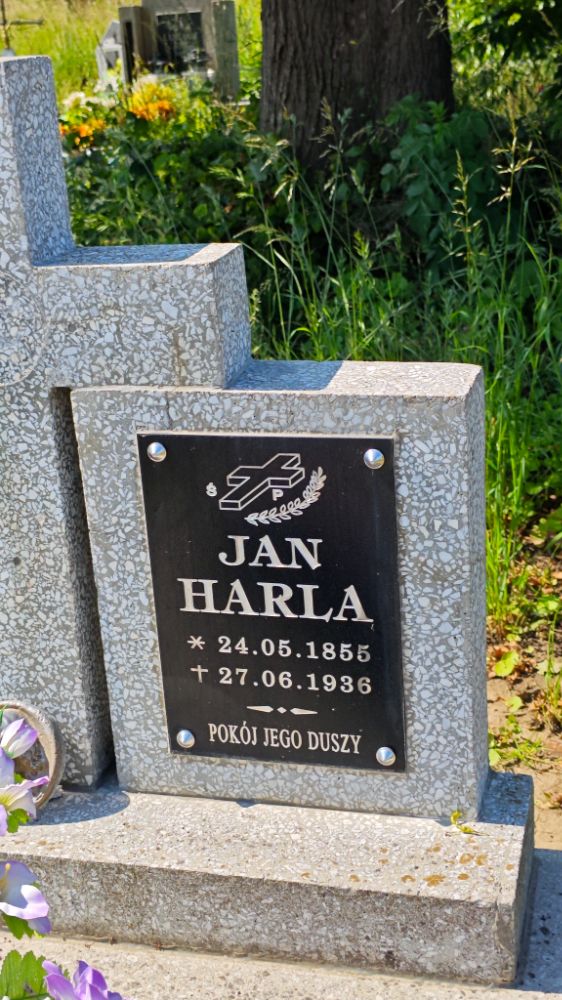 Ś P
JAN
HARLA
* 24.05.1855
† 27.06.1936
POKÓJ JEGO DUSZY